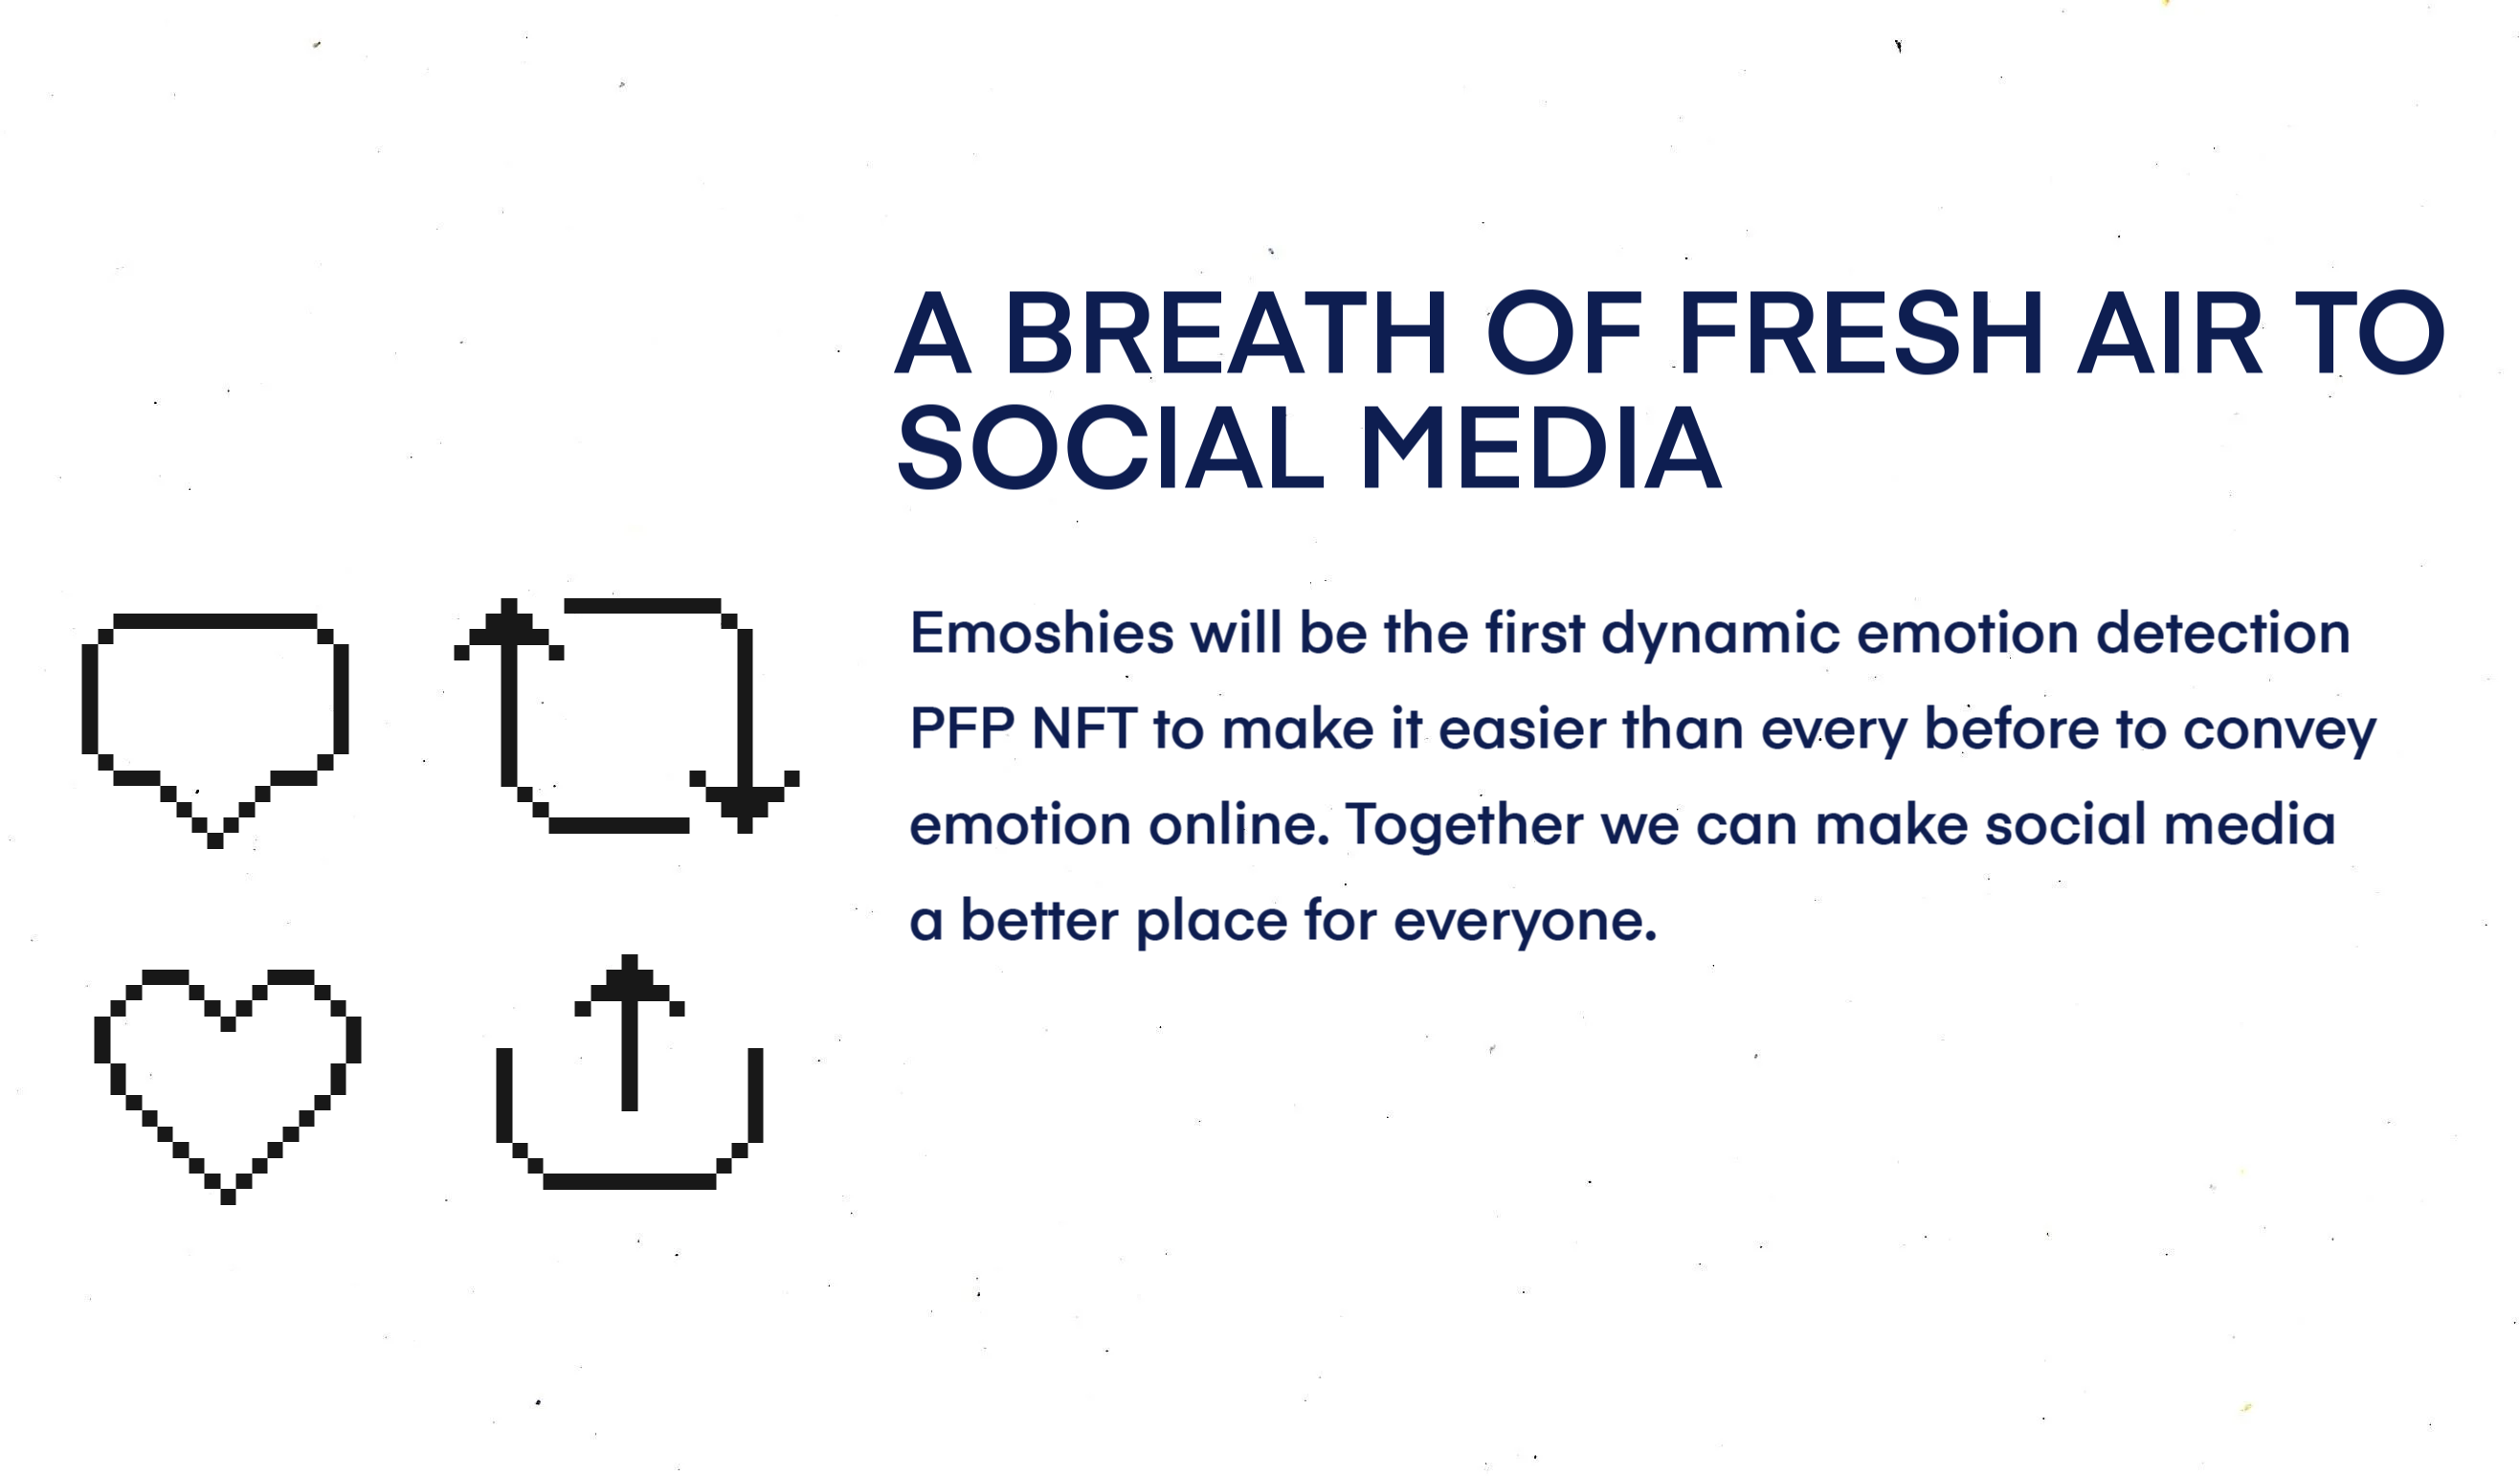 A BREATH OF FRESH AIR TO
SOCIAL MEDIA
Emoshies will be the first dynamic emotion detection
PFP NFT to make it easier than every before to convey
emotion online. Together we can make social media
a better place for everyone.